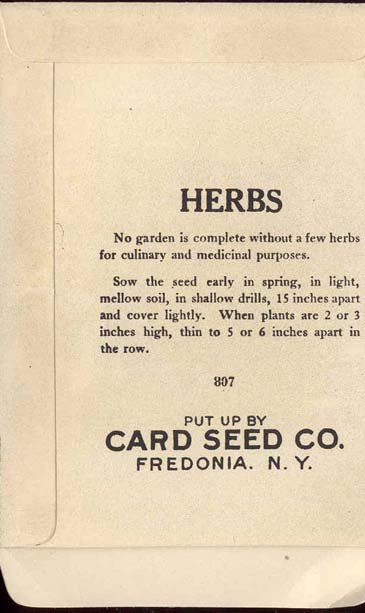 HERBS
No garden is complete without a few herbs
for culinary and medicinal purposes.
Sow the seed early in spring, in light,
mellow soil, in shallow drills, 15 inches apart
and cover lightly. When plants are 2 or 3
inches high, thin to 5 or 6 inches apart in
the row.
807
PUT UP BY
CARD SEED CO.
FREDONIA. N. Y.